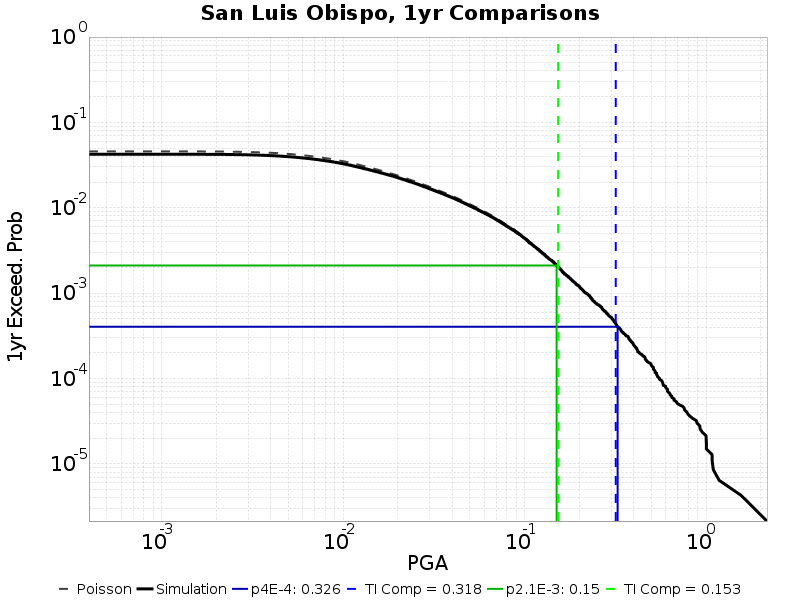 San Luis Obispo, 1yr Comparisons
10^0
10^-1
10^-2
10^-3
10^-4
10^-5
1yr Exceed. Prob
10^-3 10^-2 10^-1 10^0
PGA
Poisson Simulation p4E-4: 0.326 TI Comp = 0.318 p2.1E-3: 0.15 TI Comp = 0.153